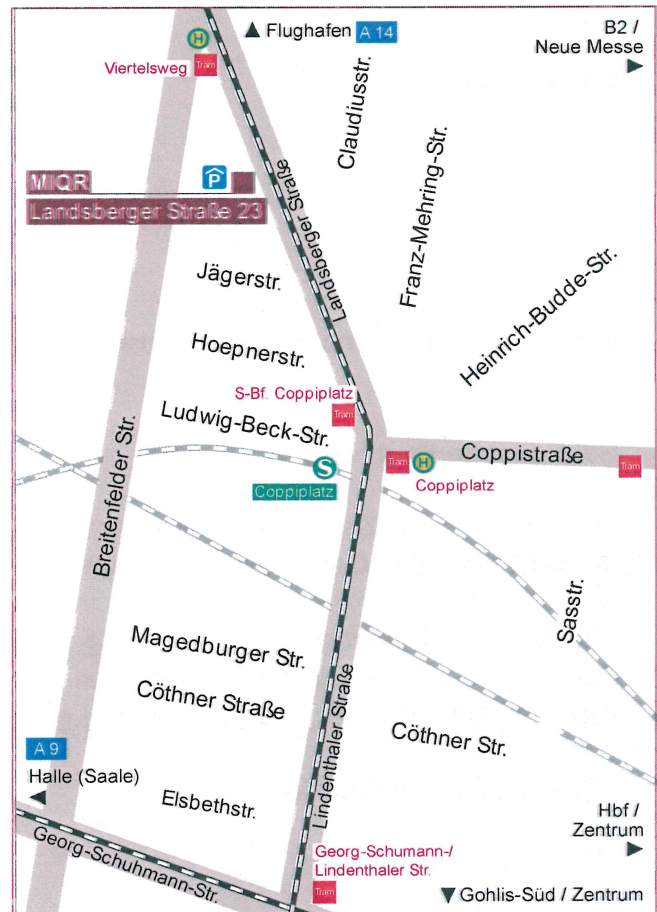 H
▲ Flughafen A 14
B2 /
Neue Messe
▶
Viertelsweg Tram
Claudiusstr.
Franz-Mehring-Str.
Landsberger Straße
P
MIQR
Landsberger Straße 23
Jägerstr.
Heinrich-Budde-Str.
Hoepnerstr.
S-Bf. Coppiplatz
Tram
Ludwig-Beck-Str.
Coppistraße
Tram H
Tram
S
Coppiplatz
Coppiplatz
Breitenfelder Str.
Sasstr.
Magedburger Str.
Cöthner Straße
Lindenthaler Straße
Cöthner Str.
A 9
Halle (Saale)
◀
Elsbethstr.
Hbf /
Zentrum
▶
Georg-Schuhmann-Str.
Georg-Schumann-/
Lindenthaler Str.
Tram
▼ Gohlis-Süd / Zentrum